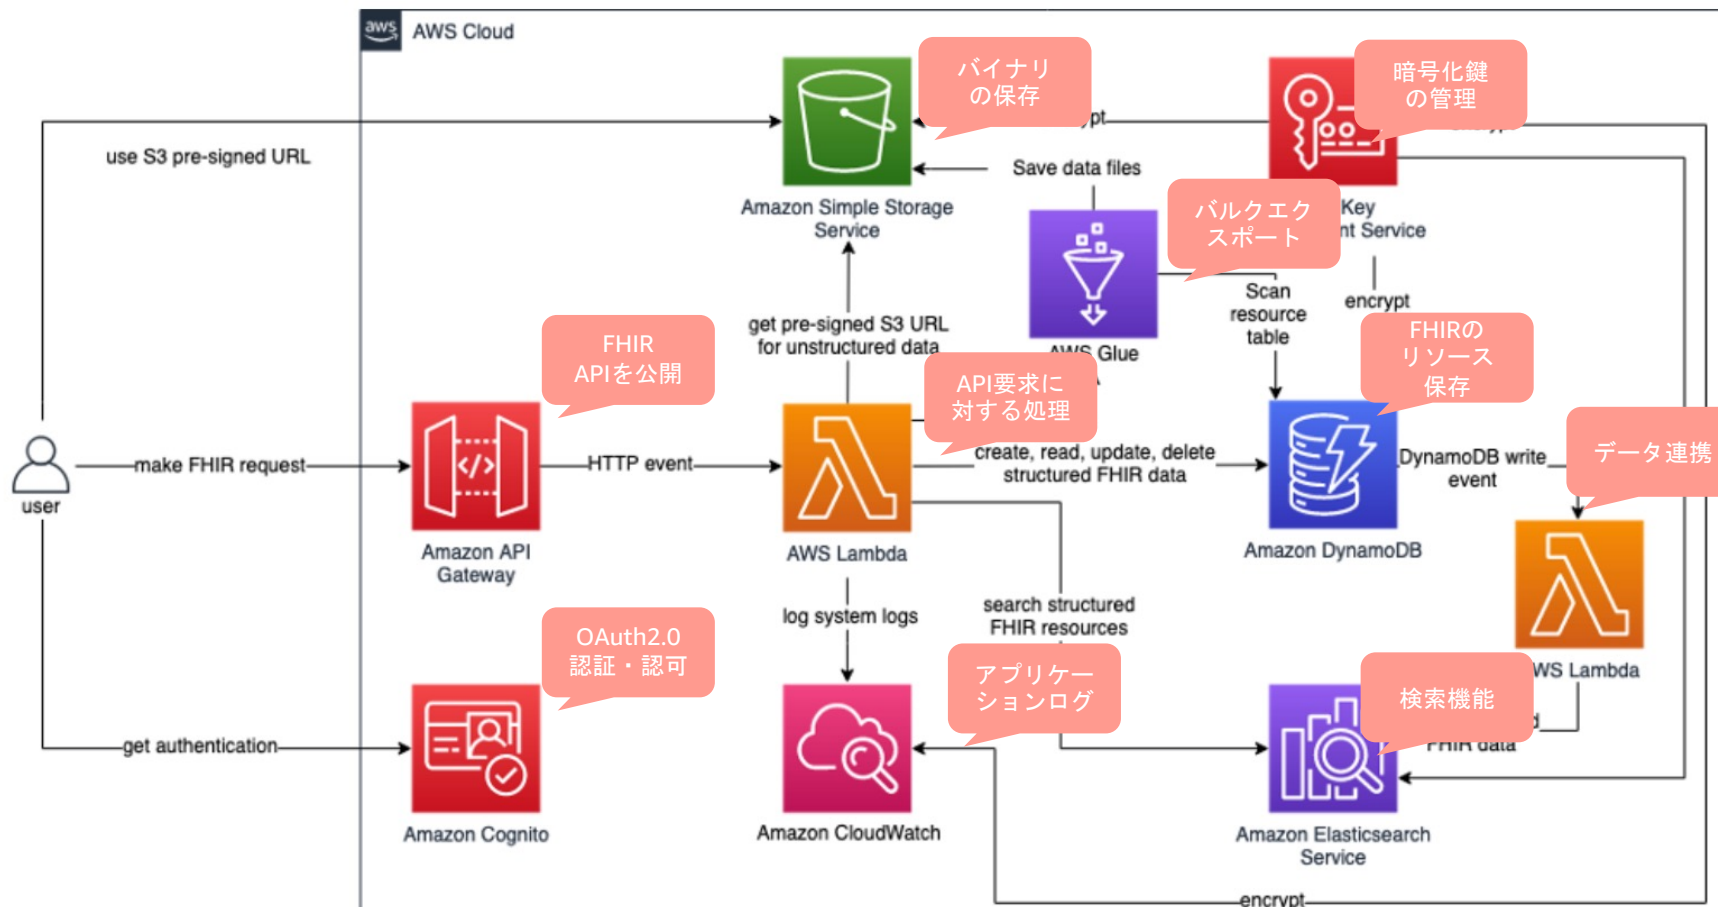 aws
AWS Cloud
バイナリ
の保存
暗号化鍵
の管理
use S3 pre-signed URL
Save data files
Amazon Simple Storage
Service
バルクエク
スポート
Key
Service
Scan
resource
table
encrypt
get pre-signed S3 URL
for unstructured data
AWS Glue
FHIR
APIを公開
API要求に
対する処理
FHIRの
リソース
保存
make FHIR request
HTTP event
create, read, update, delete
structured FHIR data
DynamoDB write
event
データ連携
user
Amazon API
Gateway
AWS Lambda
Amazon DynamoDB
log system logs
search structured
FHIR resources
OAuth2.0
認証・認可
アプリケー
ションログ
AWS Lambda
検索機能
FHIR data
get authentication
Amazon Cognito
Amazon CloudWatch
Amazon Elasticsearch
Service
encrypt